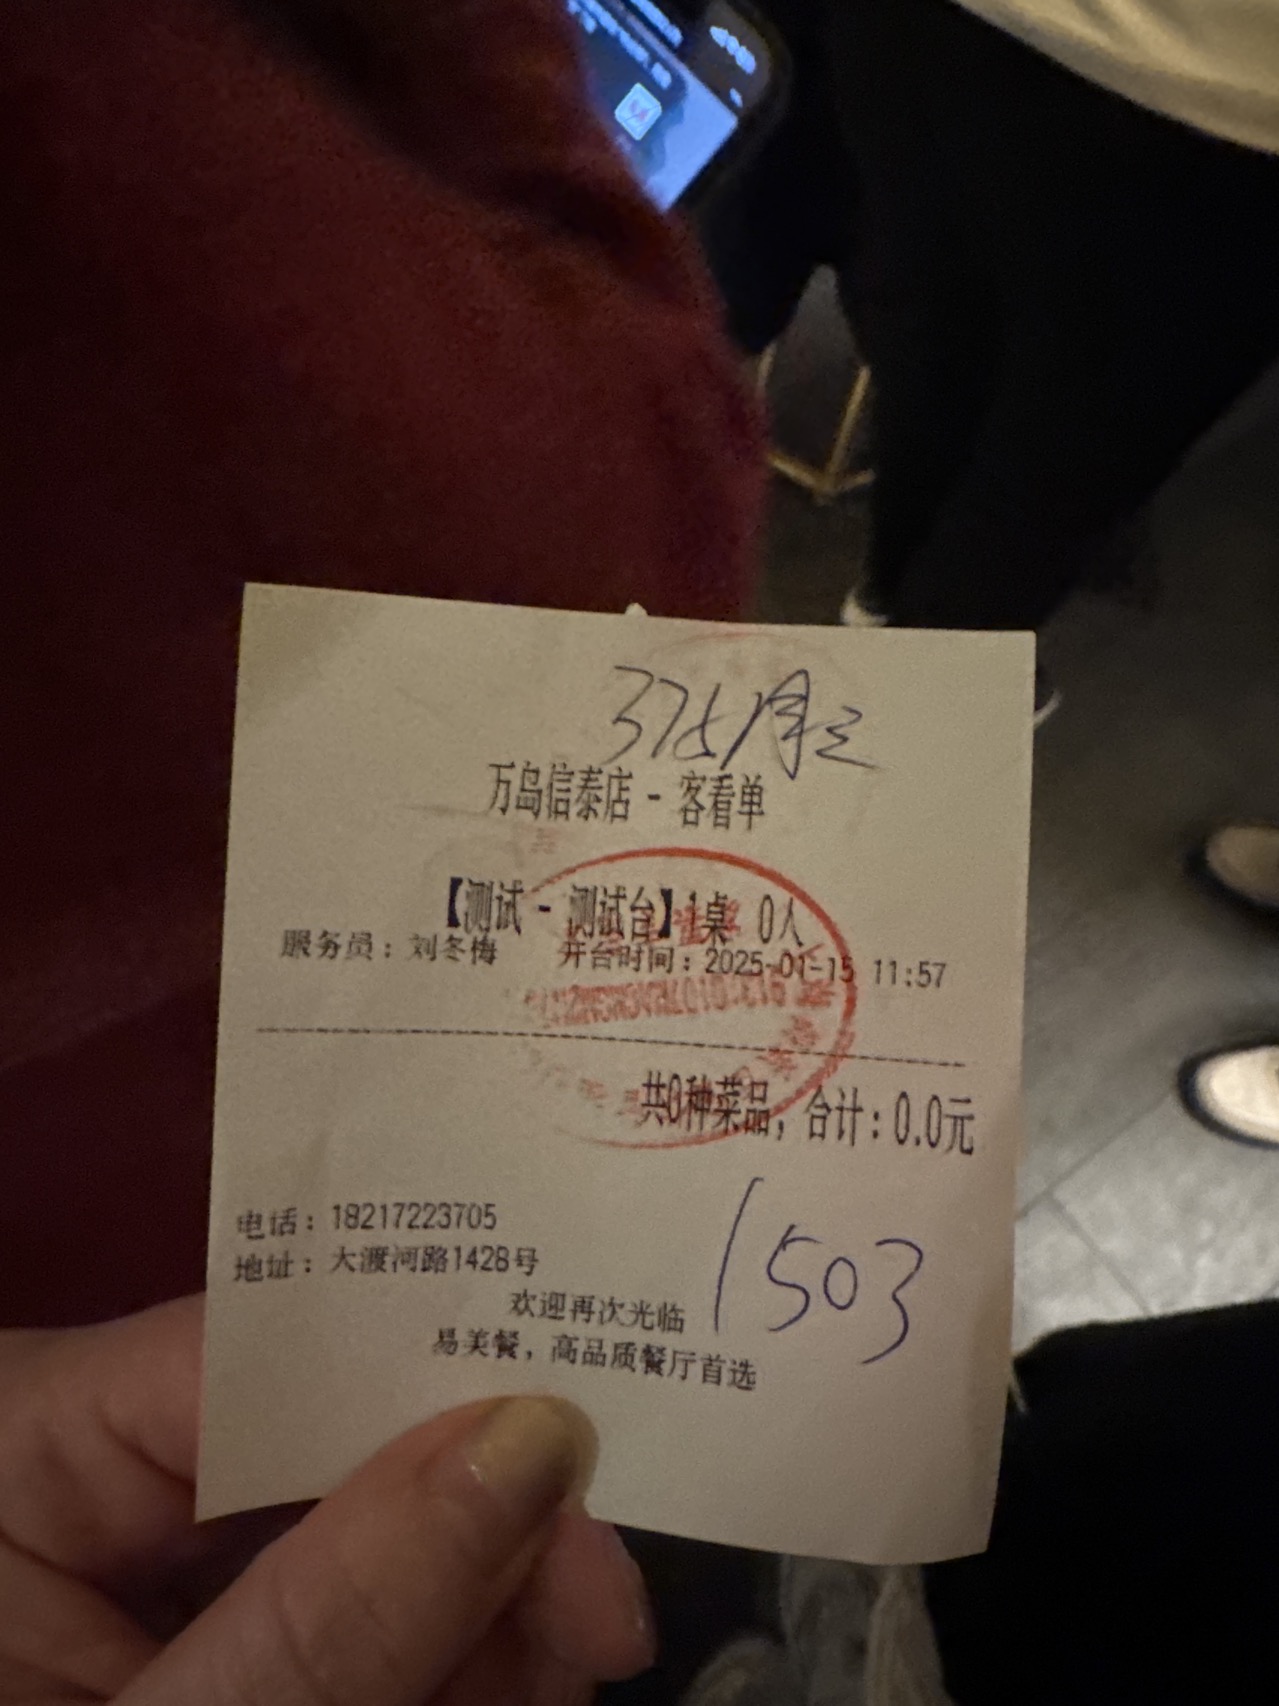 万岛信泰店 - 客看单
【测试 - 测试台】1桌 0人
服务员：刘冬梅 开台时间：2025-01-15 11:57
共0种菜品，合计：0.0元
电话：18217223705
地址：大渡河路1428号
1503
欢迎再次光临
易美餐，高品质餐厅首选